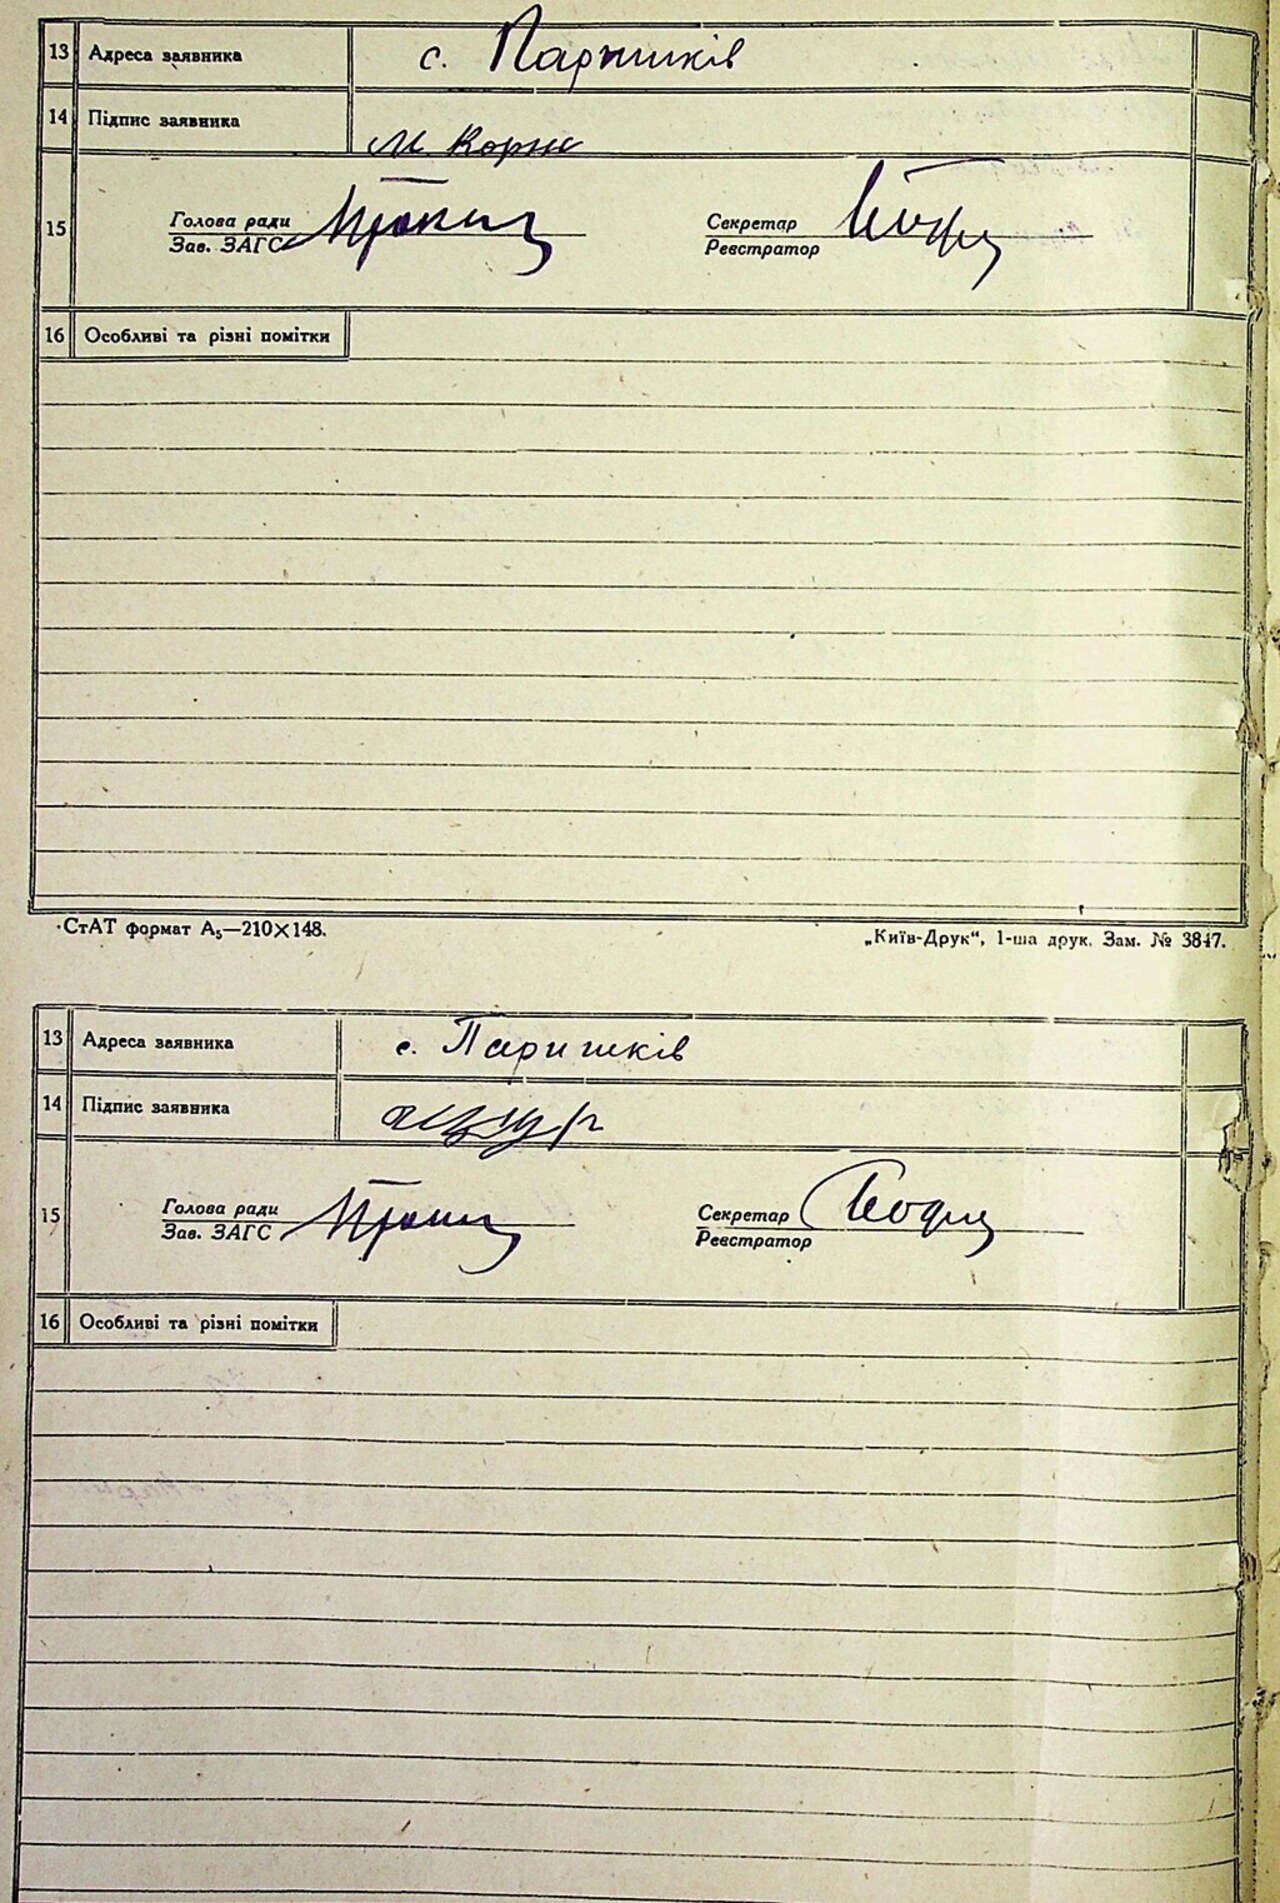 13 Адреса заявника с. Паришків
14 Підпис заявника М. Корнє
15 Голова ради Секретар
Зав. ЗАГС Реєстратор
16 Особливі та різні помітки
СтАТ формат А5—210×148. „Київ-Друк“, 1-ша друк. Зам. № 3847.
13 Адреса заявника с. Паришків
14 Підпис заявника
15 Голова ради Секретар
Зав. ЗАГС Реєстратор
16 Особливі та різні помітки